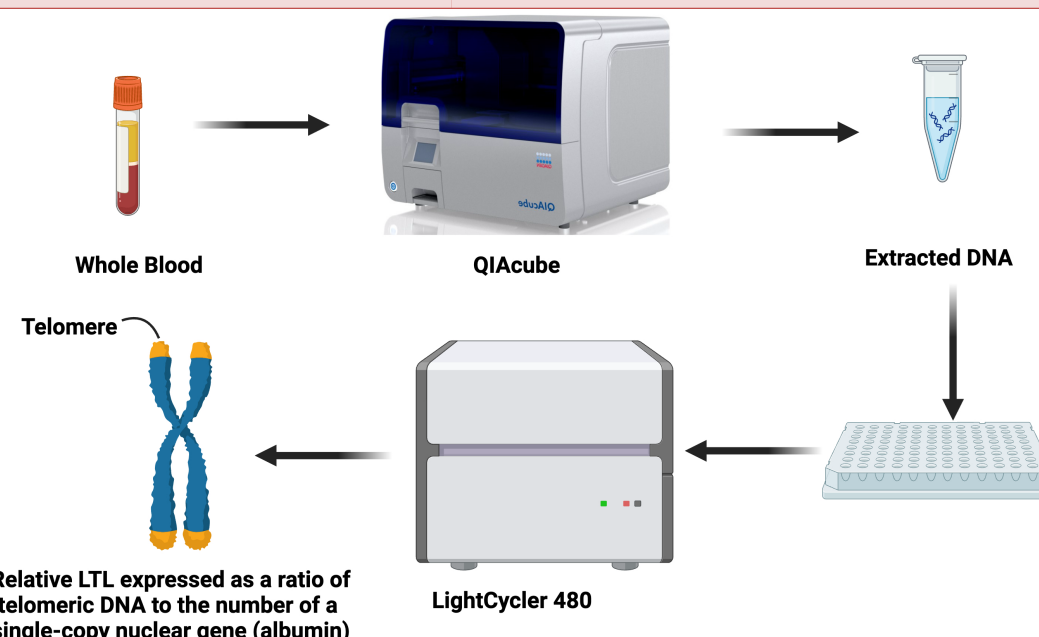 QIAcube
Whole Blood
QIAcube
Extracted DNA
Telomere
Relative LTL expressed as a ratio of
telomeric DNA to the number of a
single-copy nuclear gene (albumin)
LightCycler 480